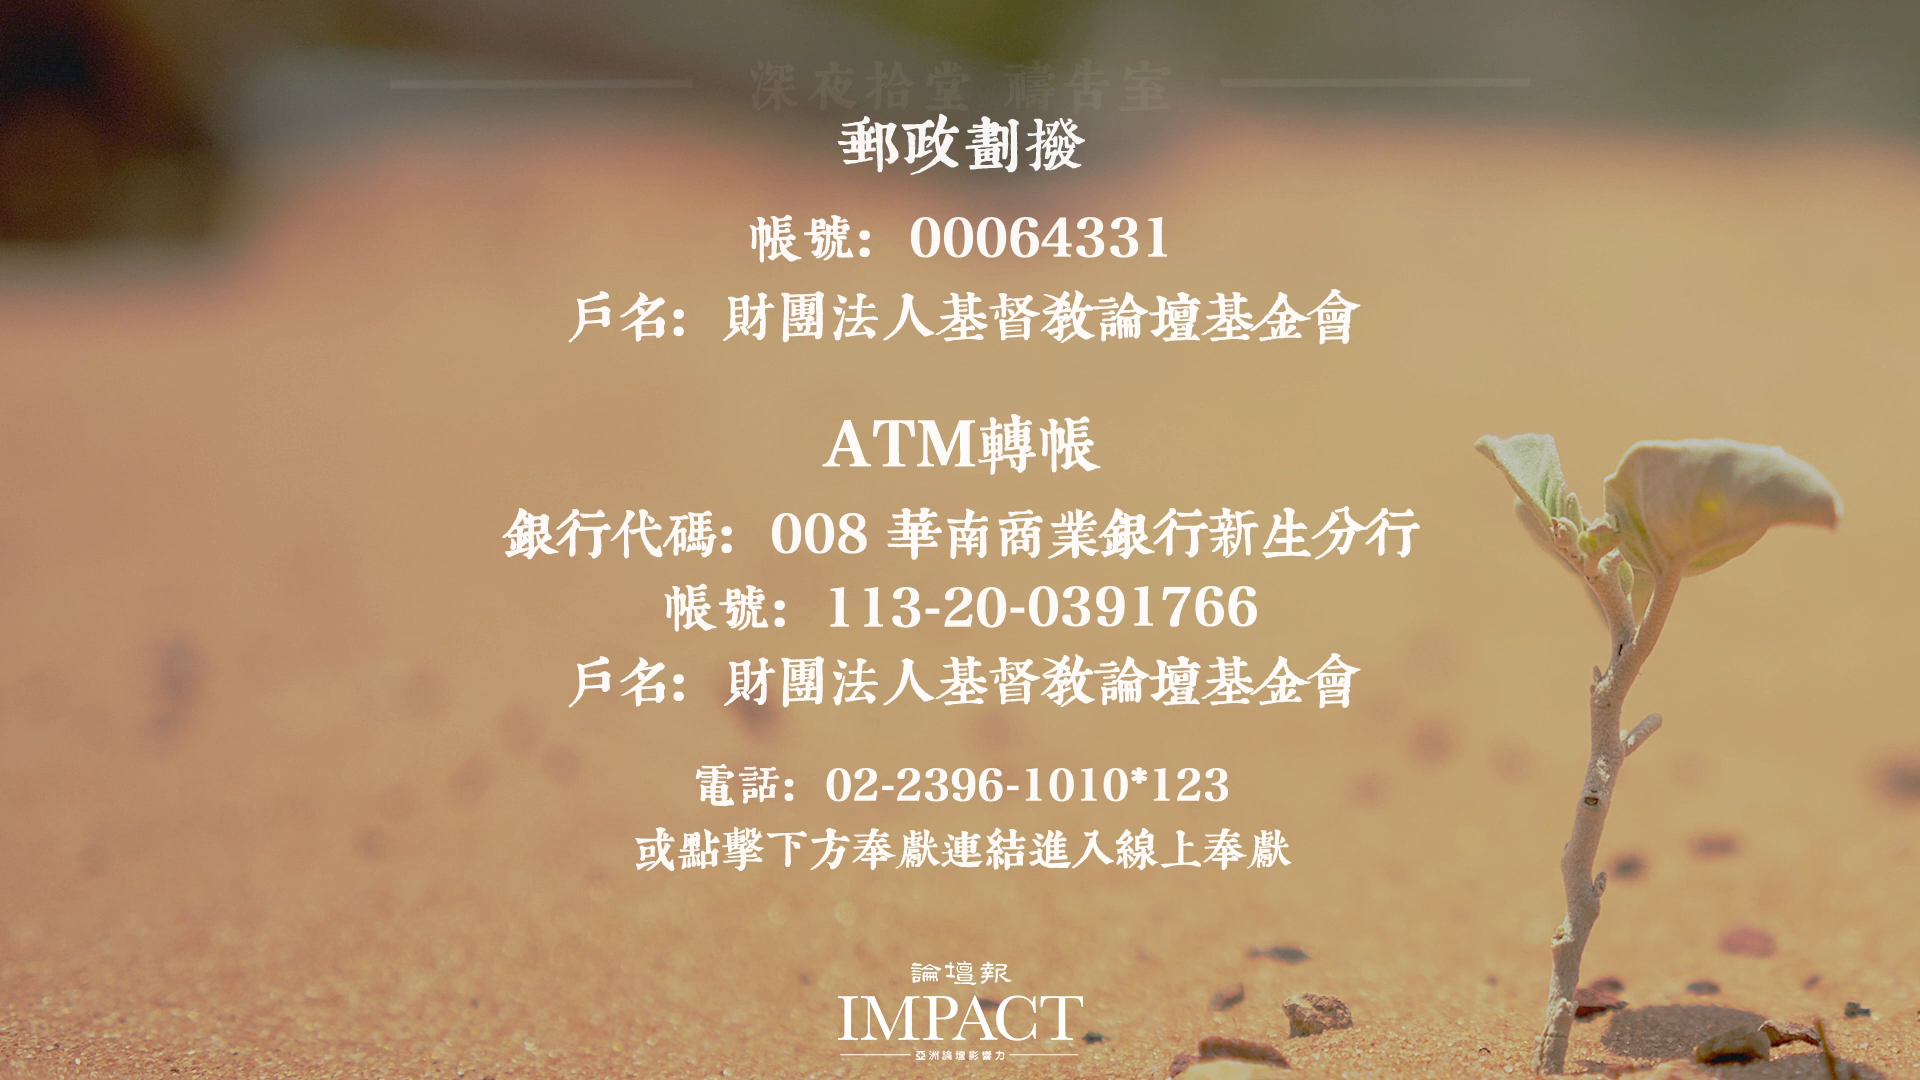 深夜拾堂 禱告室
郵政劃撥
帳號：00064331
戶名：財團法人基督教論壇基金會
ATM轉帳
銀行代碼：008 華南商業銀行新生分行
帳號：113-20-0391766
戶名：財團法人基督教論壇基金會
電話：02-2396-1010*123
或點擊下方奉獻連結進入線上奉獻
論壇報
IMPACT
亞洲論壇影響力